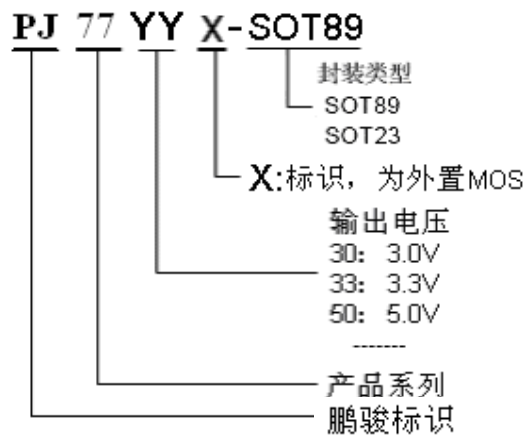 PJ 77 YY X-SOT89
封装类型
SOT89
SOT23
X:标识，为外置MOS
输出电压
30：3.0V
33：3.3V
50：5.0V
-------
产品系列
鹏骏标识